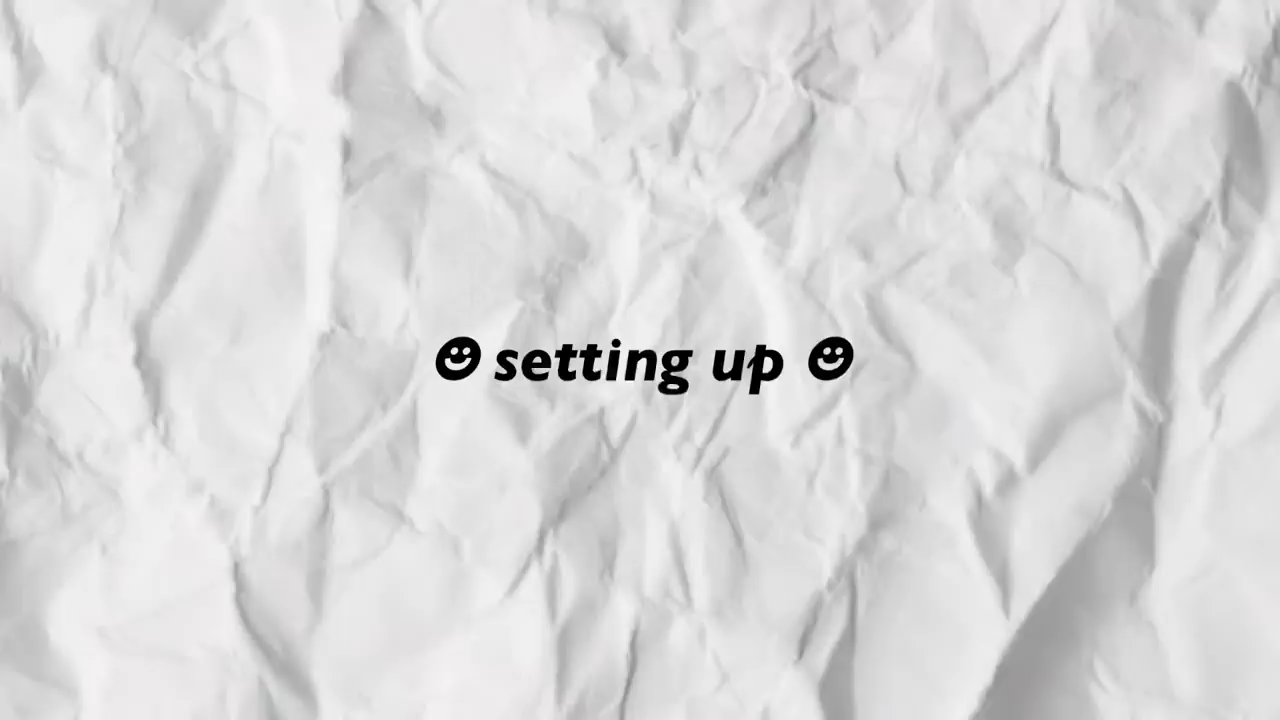 ☻ setting up ☻